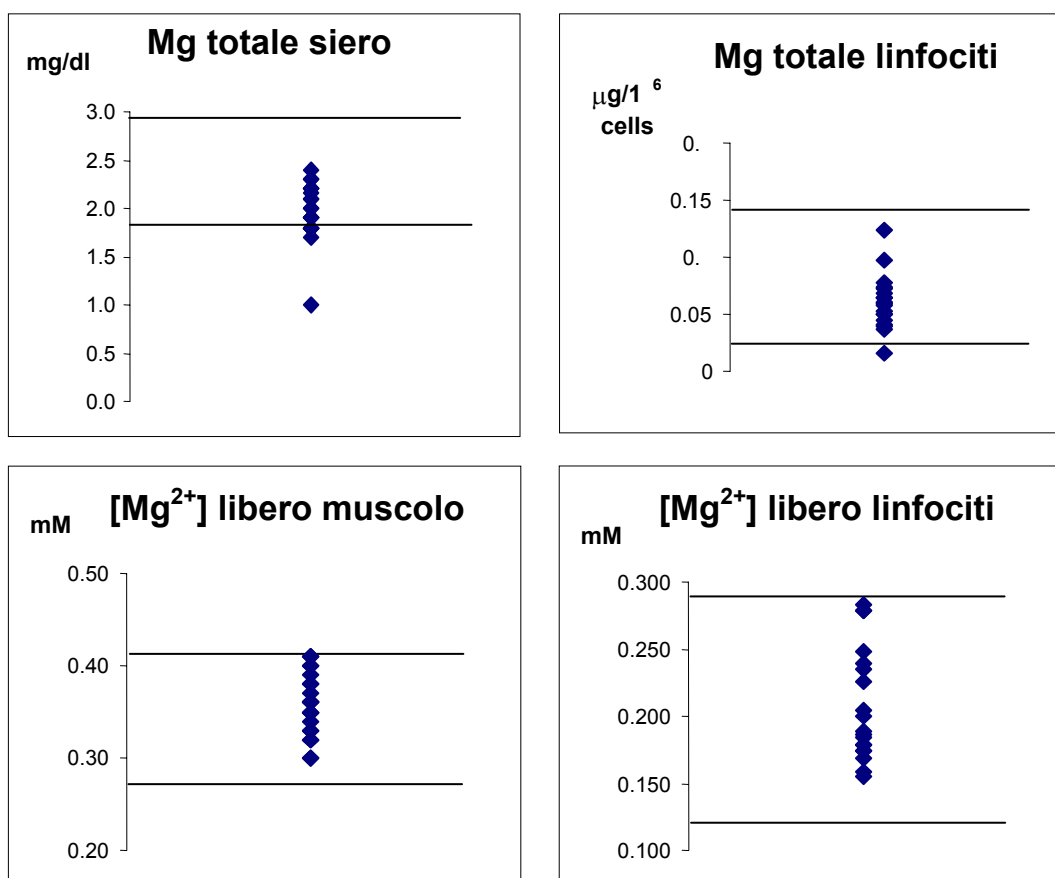 Mg totale siero
mg/dl
3.0
2.5
2.0
1.5
1.0
0.5
0.0
Mg totale linfociti
µg/1 ⁶
cells
0.
0.15
0.
0.05
0
[Mg²⁺] libero muscolo
mM
0.50
0.40
0.30
0.20
[Mg²⁺] libero linfociti
mM
0.300
0.250
0.200
0.150
0.100